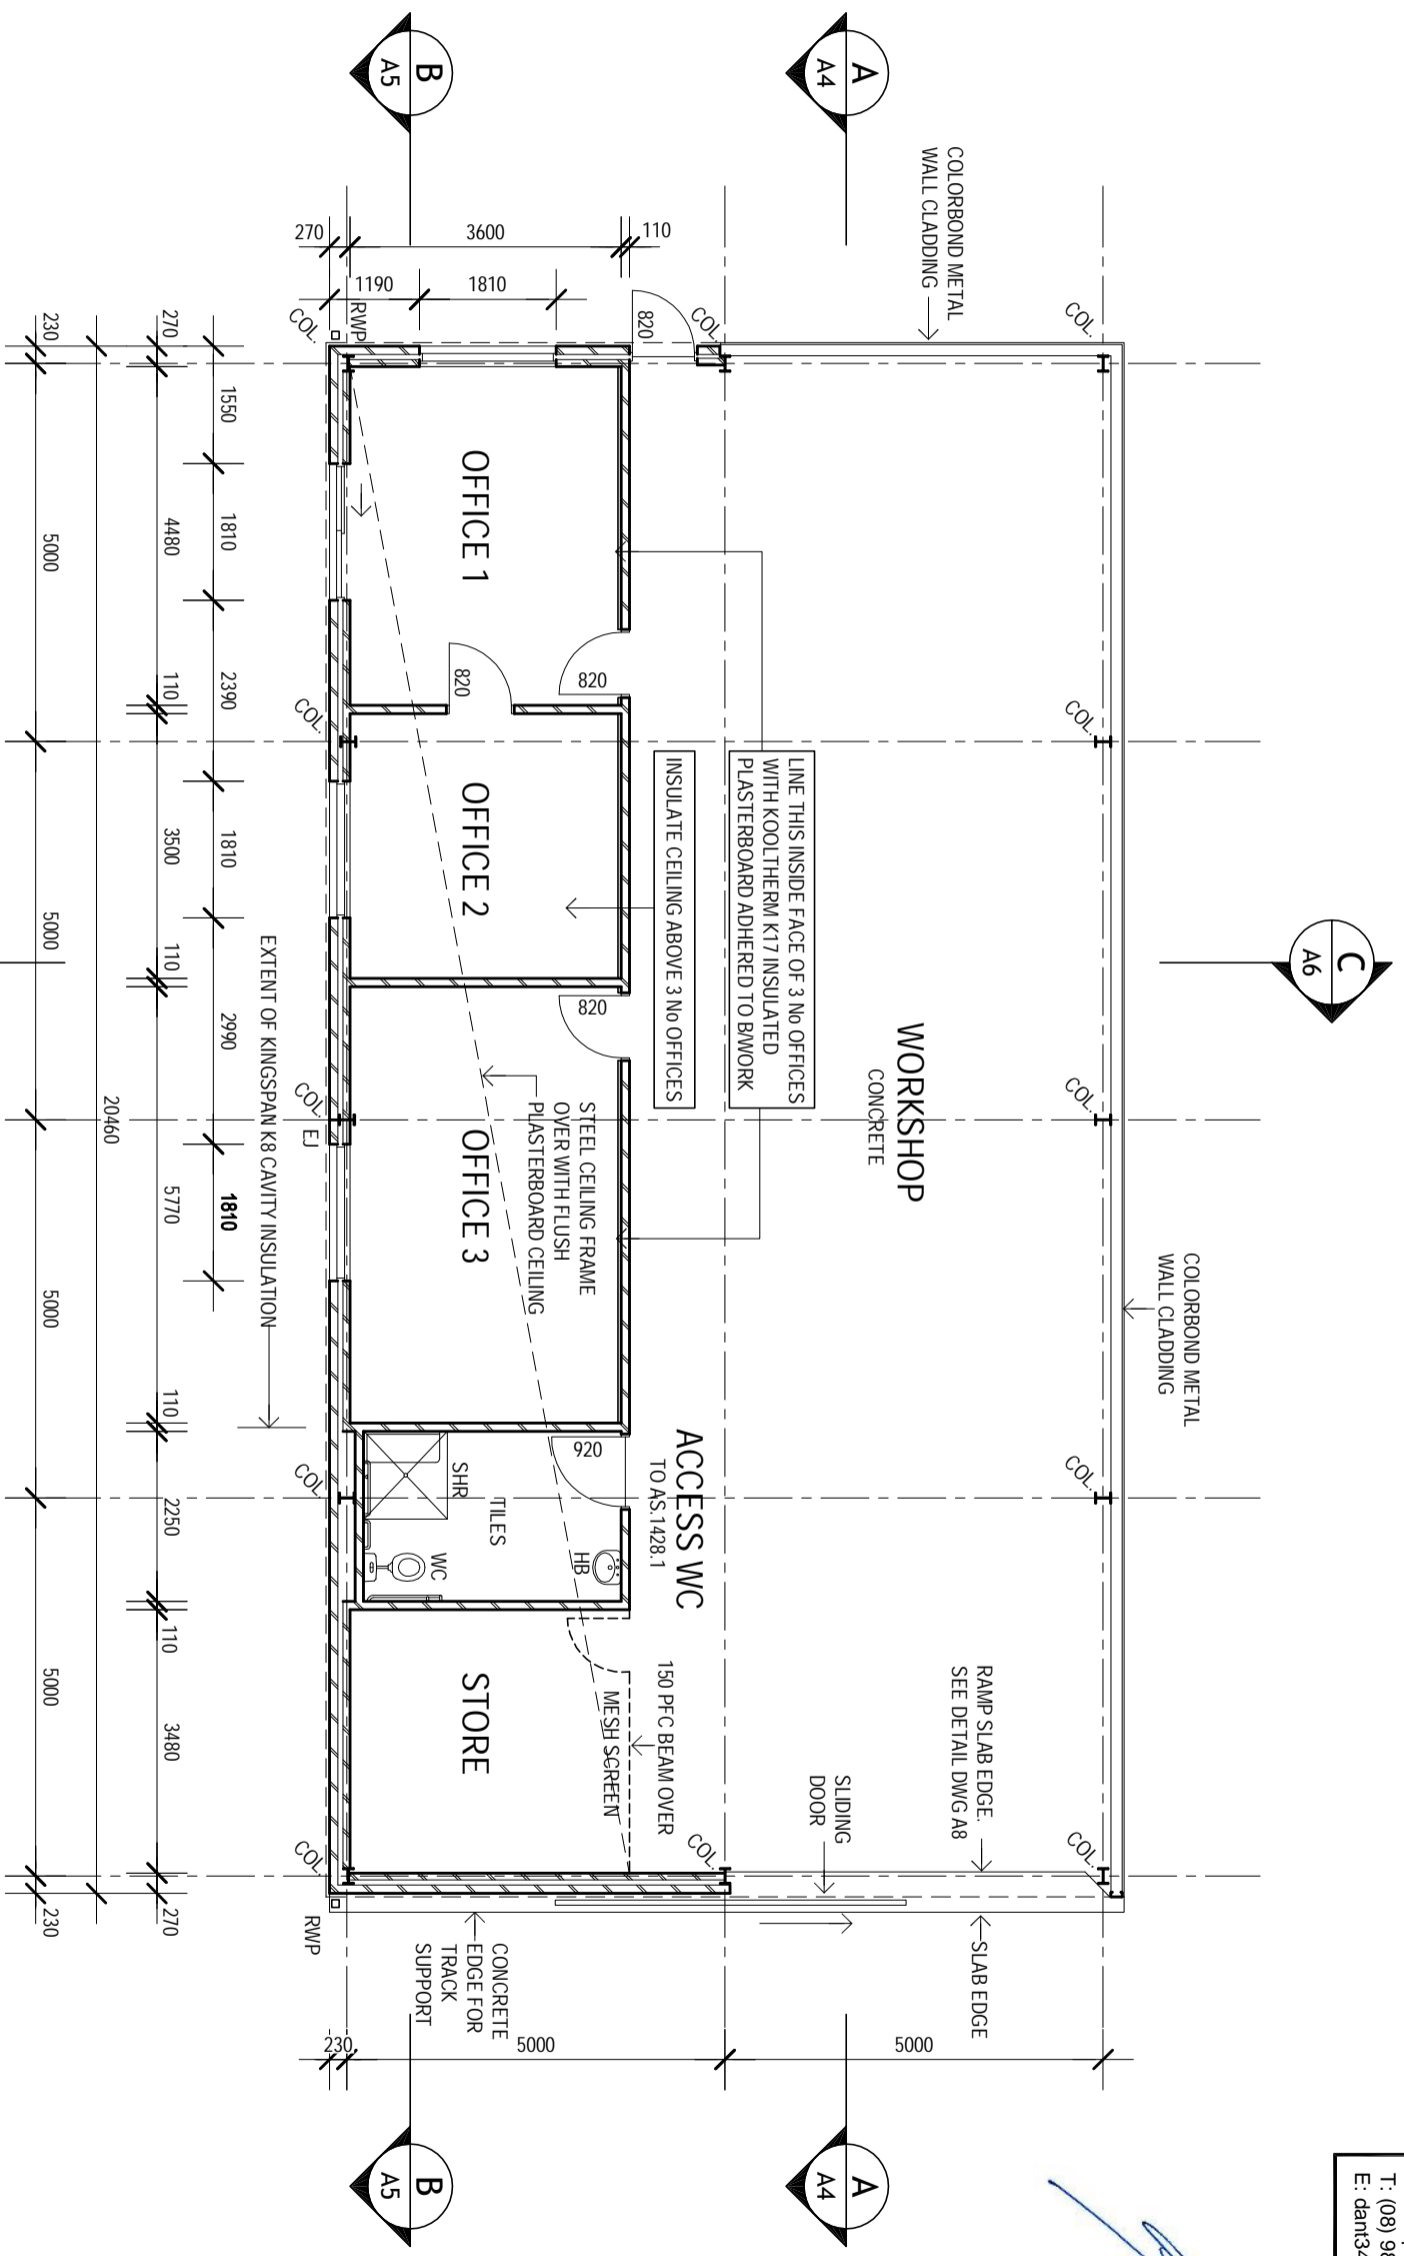 T: (08) 98
E: dant34
C
A6
A
A4
B
A5
COLORBOND METAL
WALL CLADDING
COLORBOND METAL
WALL CLADDING
COL.
COL.
COL.
COL.
COL.
WORKSHOP
CONCRETE
RAMP SLAB EDGE.
SEE DETAIL DWG A8
SLAB EDGE
SLIDING
DOOR
LINE THIS INSIDE FACE OF 3 No OFFICES
WITH KOOLTHERM K17 INSULATED
PLASTERBOARD ADHERED TO B/WORK
INSULATE CEILING ABOVE 3 No OFFICES
ACCESS WC
TO AS.1428.1
150 PFC BEAM OVER
MESH SCREEN
COL.
COL.
820
820
820
820
920
STEEL CEILING FRAME
OVER WITH FLUSH
PLASTERBOARD CEILING
OFFICE 1
OFFICE 2
OFFICE 3
STORE
HB
TILES
WC
SHR
CONCRETE
EDGE FOR
TRACK
SUPPORT
RWP
COL.
COL.
COL.
EJ
COL.
COL.
RWP
EXTENT OF KINGSPAN K8 CAVITY INSULATION
110
3600
270
1810
1190
5000
5000
230
1550
1810
2390
1810
2990
1810
270
4480
110
3500
110
5770
110
2250
110
3480
270
20460
230
5000
5000
5000
5000
230
A
A4
B
A5